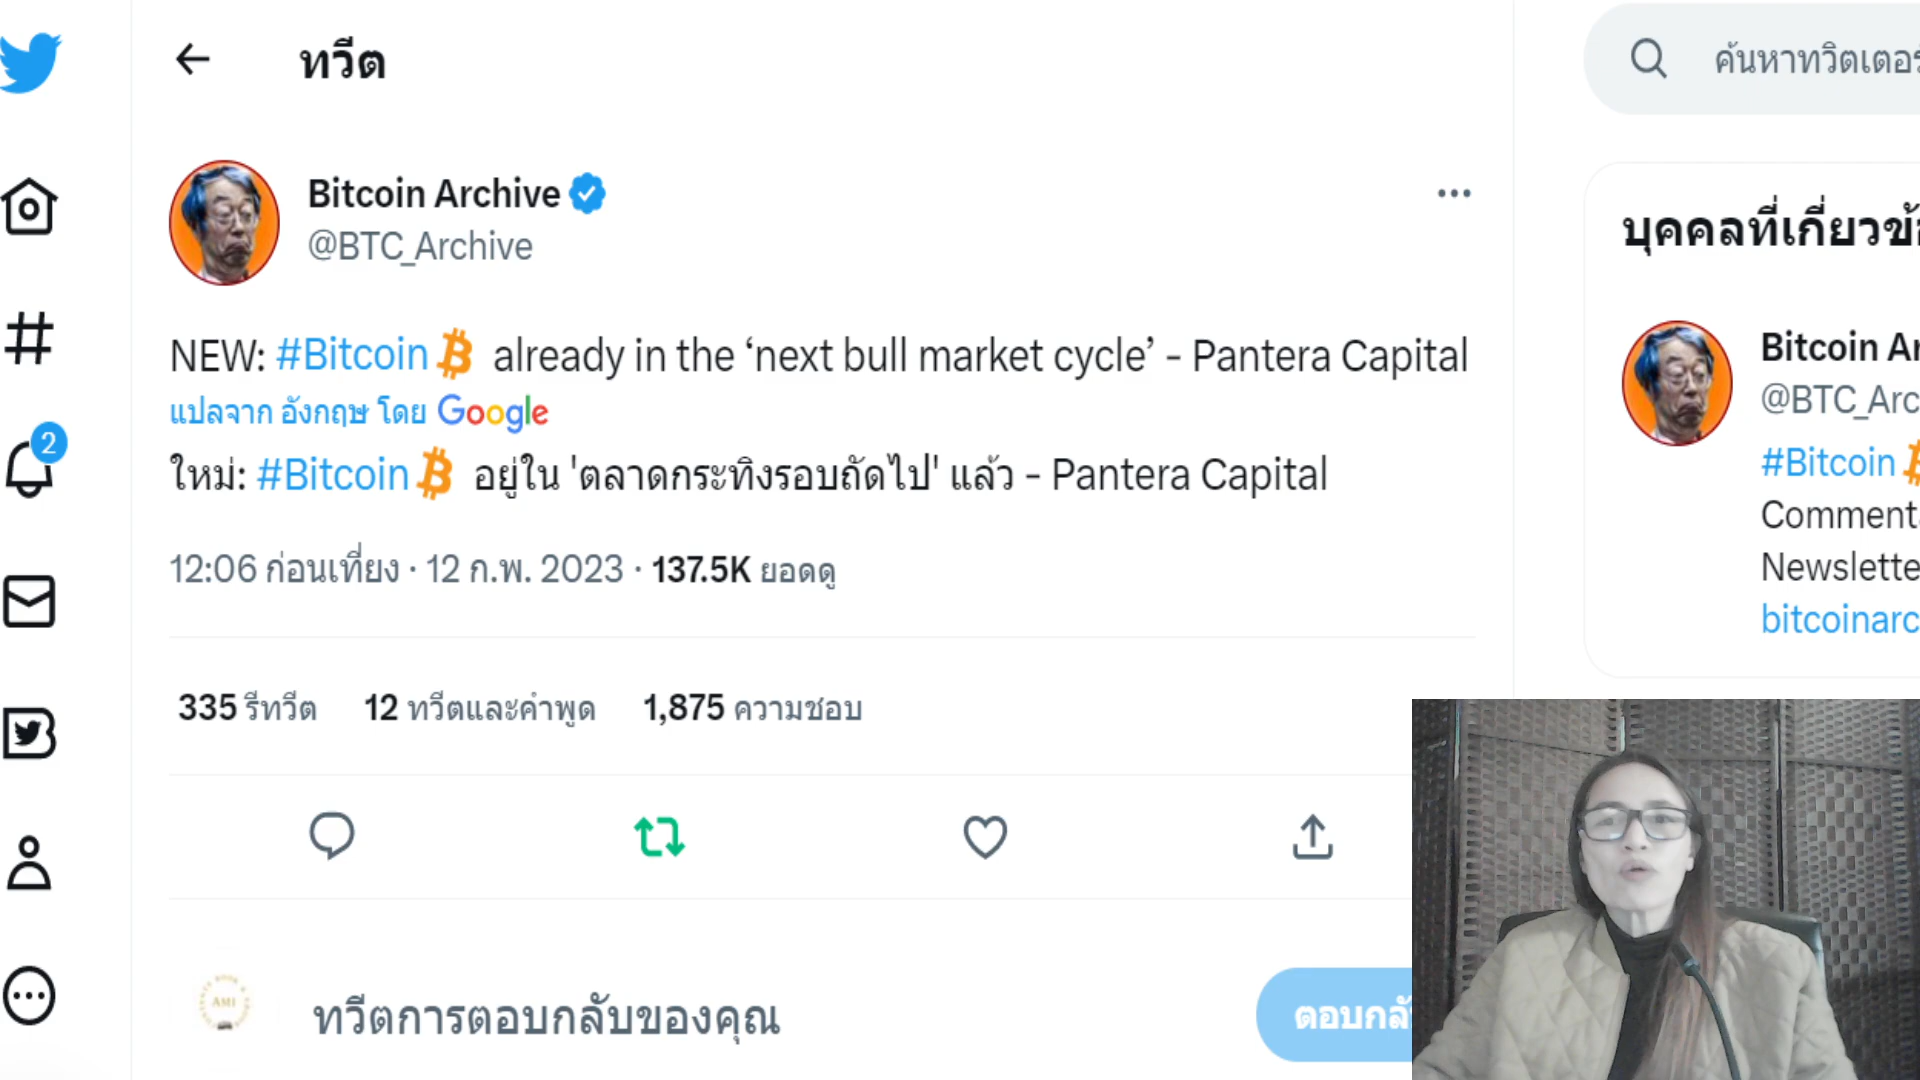 ทวีต
ค้นหาทวิตเตอร์
Bitcoin Archive
@BTC_Archive
NEW: #Bitcoin already in the ‘next bull market cycle’ - Pantera Capital
แปลจาก อังกฤษ โดย Google
ใหม่: #Bitcoin อยู่ใน 'ตลาดกระทิงรอบถัดไป' แล้ว - Pantera Capital
12:06 ก่อนเที่ยง · 12 ก.พ. 2023 · 137.5K ยอดดู
335 รีทวีต 12 ทวีตและคำพูด 1,875 ความชอบ
AMI
ทวีตการตอบกลับของคุณ
ตอบกลั
2
บุคคลที่เกี่ยวข้อ
Bitcoin Ar
@BTC_Arc
#Bitcoin
Comment
Newslette
bitcoinarc